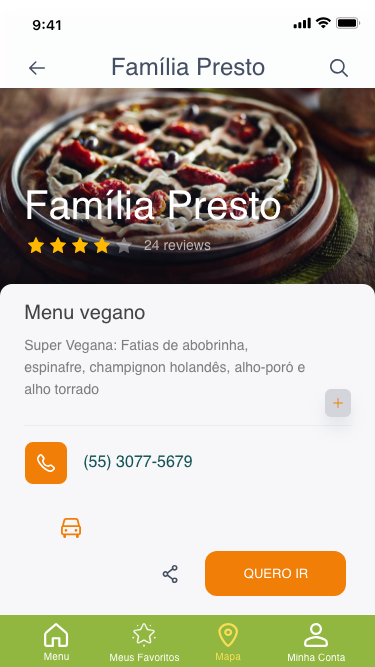 9:41
Família Presto
Família Presto
24 reviews
Menu vegano
Super Vegana: Fatias de abobrinha,
espinafre, champignon holandês, alho-poró e
alho torrado
(55) 3077-5679
QUERO IR
Menu Meus Favoritos Mapa Minha Conta